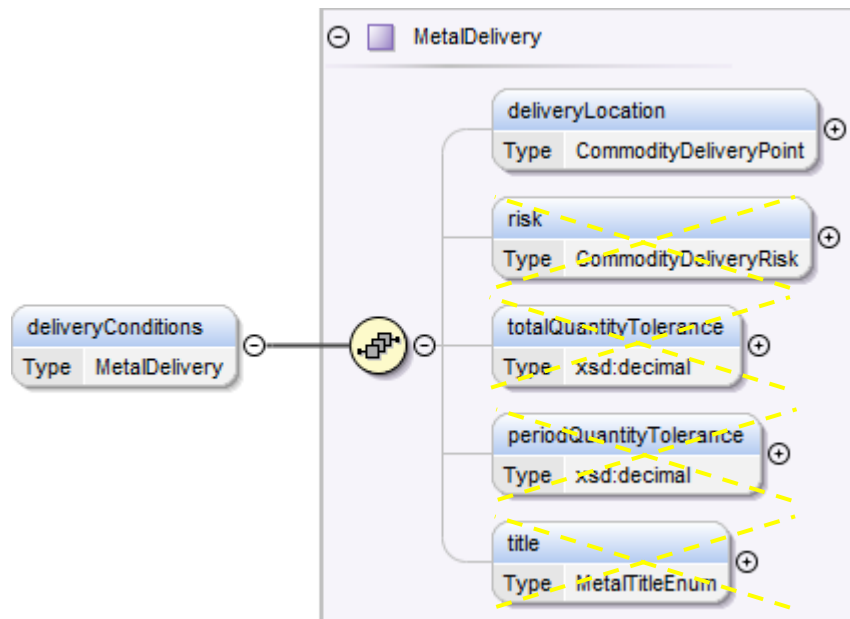 MetalDelivery
deliveryLocation
Type CommodityDeliveryPoint
risk
Type CommodityDeliveryRisk
deliveryConditions
Type MetalDelivery
totalQuantityTolerance
Type xsd:decimal
periodQuantityTolerance
Type xsd:decimal
title
Type MetalTitleEnum